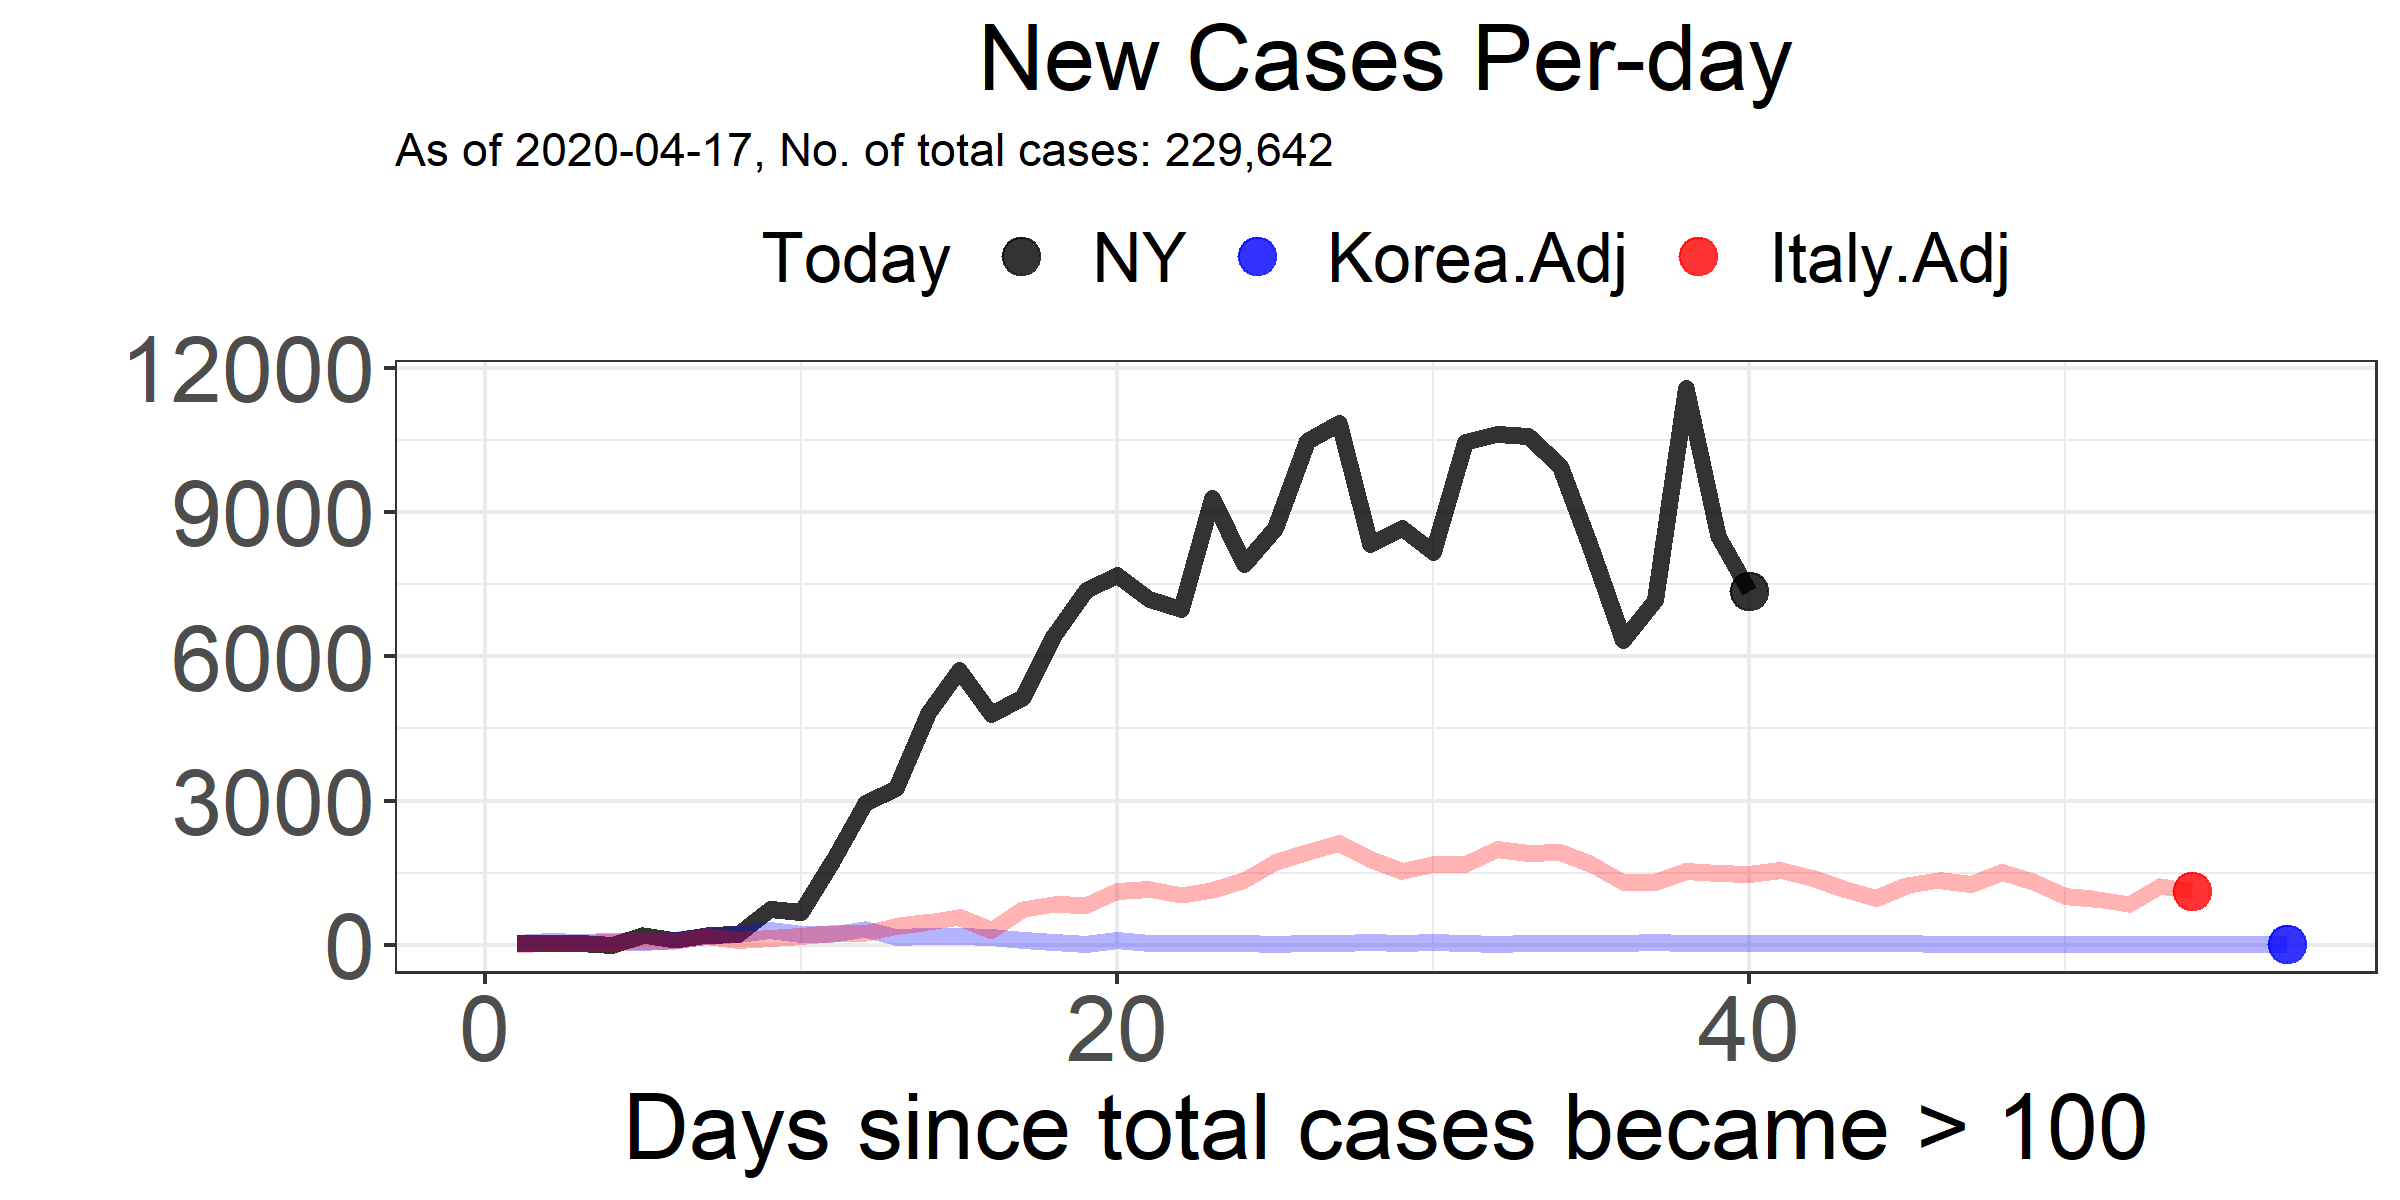 New Cases Per-day
As of 2020-04-17, No. of total cases: 229,642
Today NY Korea.Adj Italy.Adj
12000
9000
6000
3000
0
0 20 40
Days since total cases became > 100